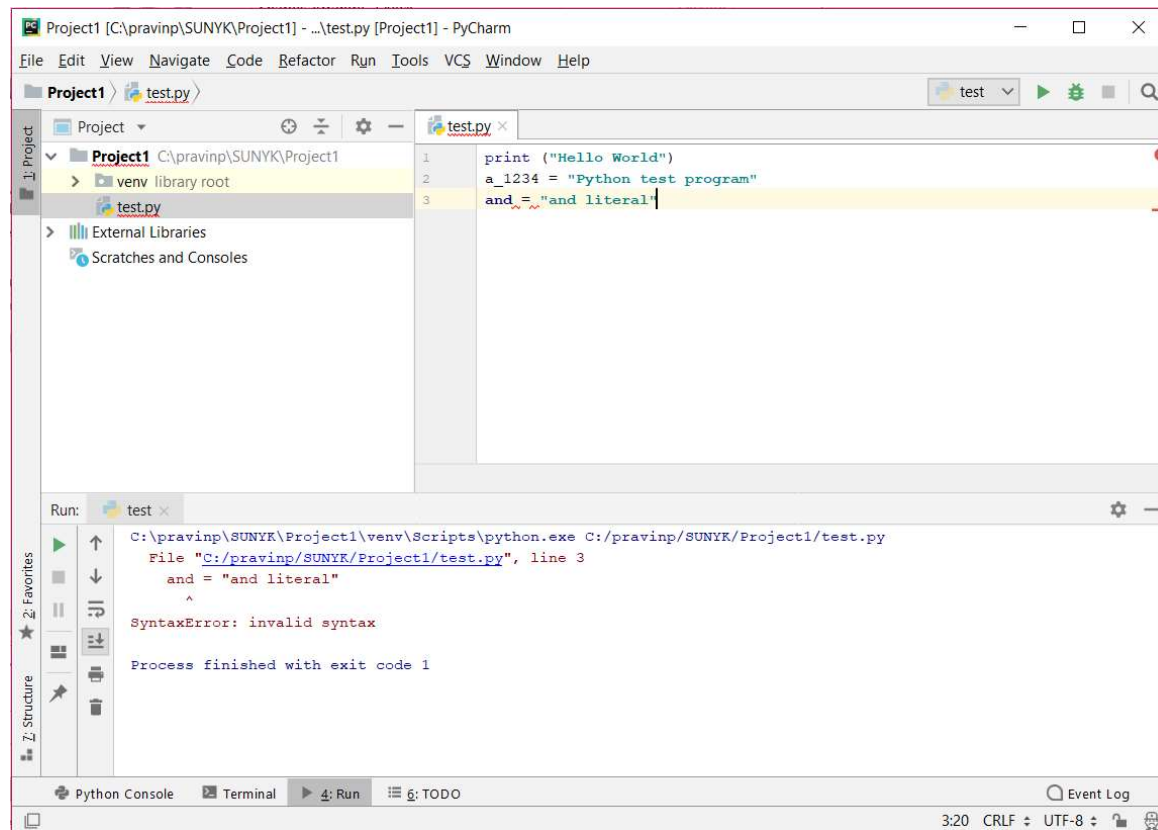 PC Project1 [C:\pravinp\SUNYK\Project1] - ...\test.py [Project1] - PyCharm
File Edit View Navigate Code Refactor Run Tools VCS Window Help
Project1 test.py test
1: Project
Project
test.py
Project1 C:\pravinp\SUNYK\Project1
venv library root
test.py
External Libraries
Scratches and Consoles
1 print ("Hello World")
2 a_1234 = "Python test program"
3 and = "and literal"
Run: test
C:\pravinp\SUNYK\Project1\venv\Scripts\python.exe C:/pravinp/SUNYK/Project1/test.py
File "C:/pravinp/SUNYK/Project1/test.py", line 3
and = "and literal"
^
SyntaxError: invalid syntax
Process finished with exit code 1
2: Favorites
7: Structure
Python Console Terminal 4: Run 6: TODO Event Log
3:20 CRLF UTF-8